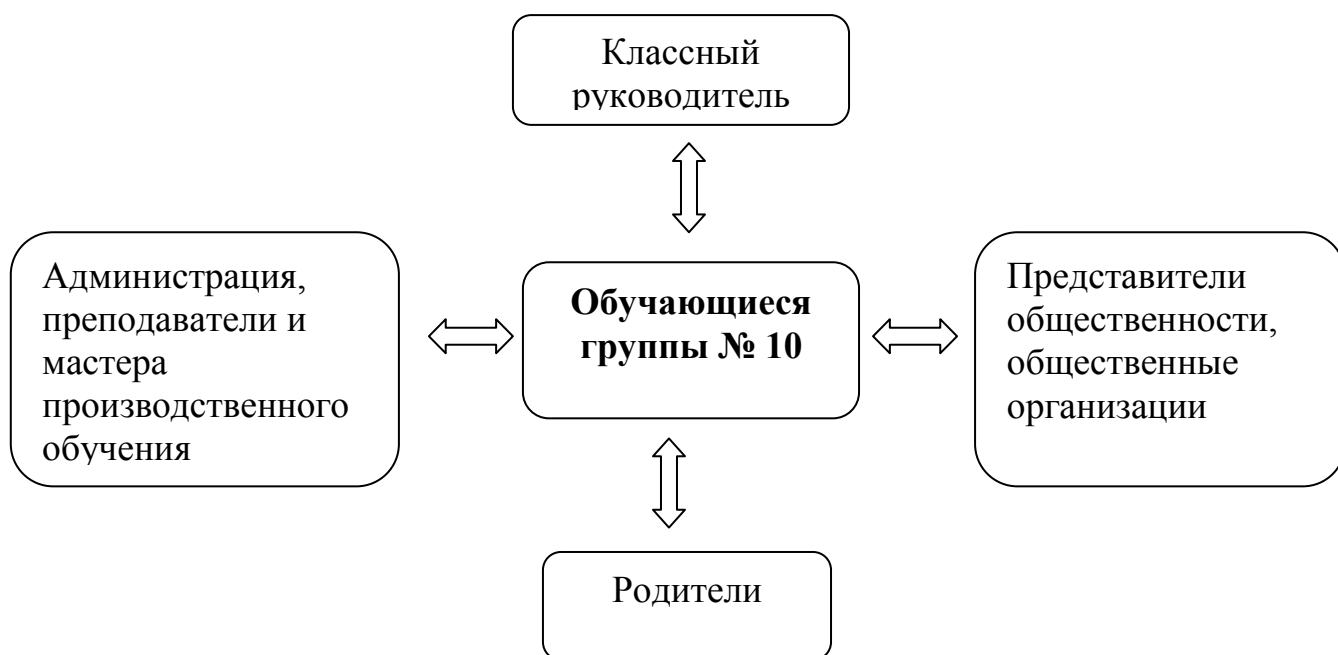 Классный
руководитель
Администрация,
преподаватели и
мастера
производственного
обучения
Обучающиеся
группы № 10
Представители
общественности,
общественные
организации
Родители